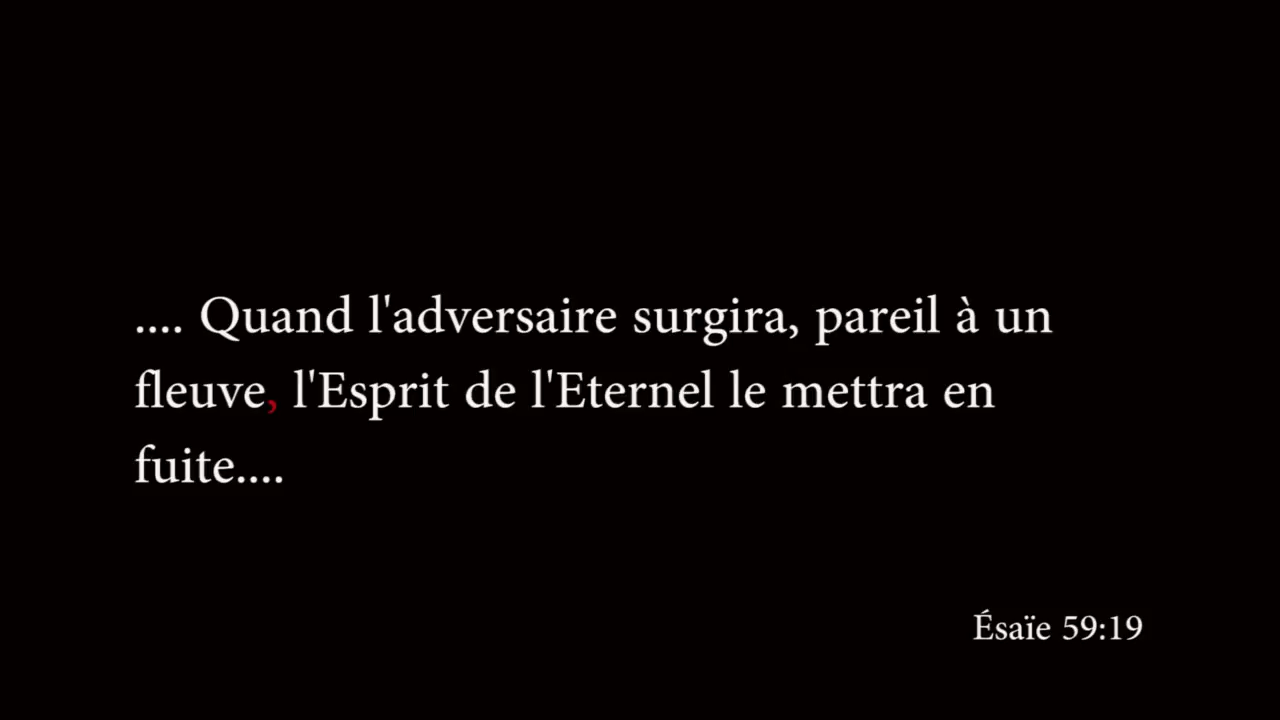 .... Quand l'adversaire surgira, pareil à un
fleuve, l'Esprit de l'Eternel le mettra en
fuite....
Ésaïe 59:19